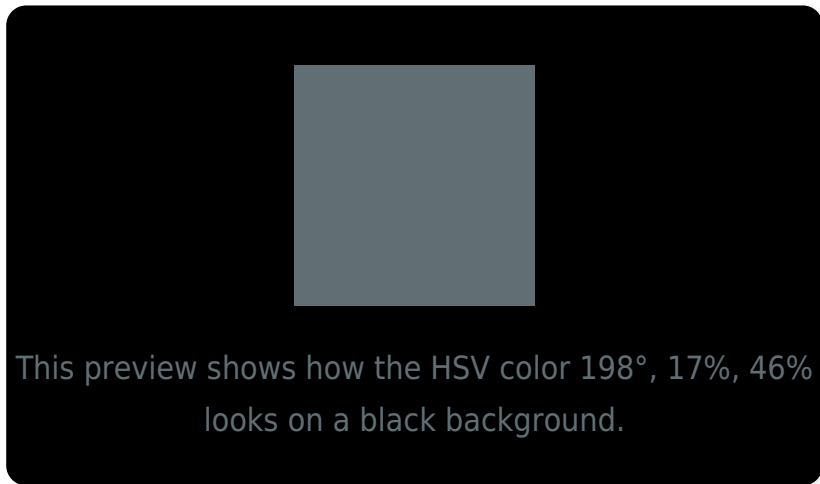 This preview shows how the HSV color 198°, 17%, 46%
looks on a black background.